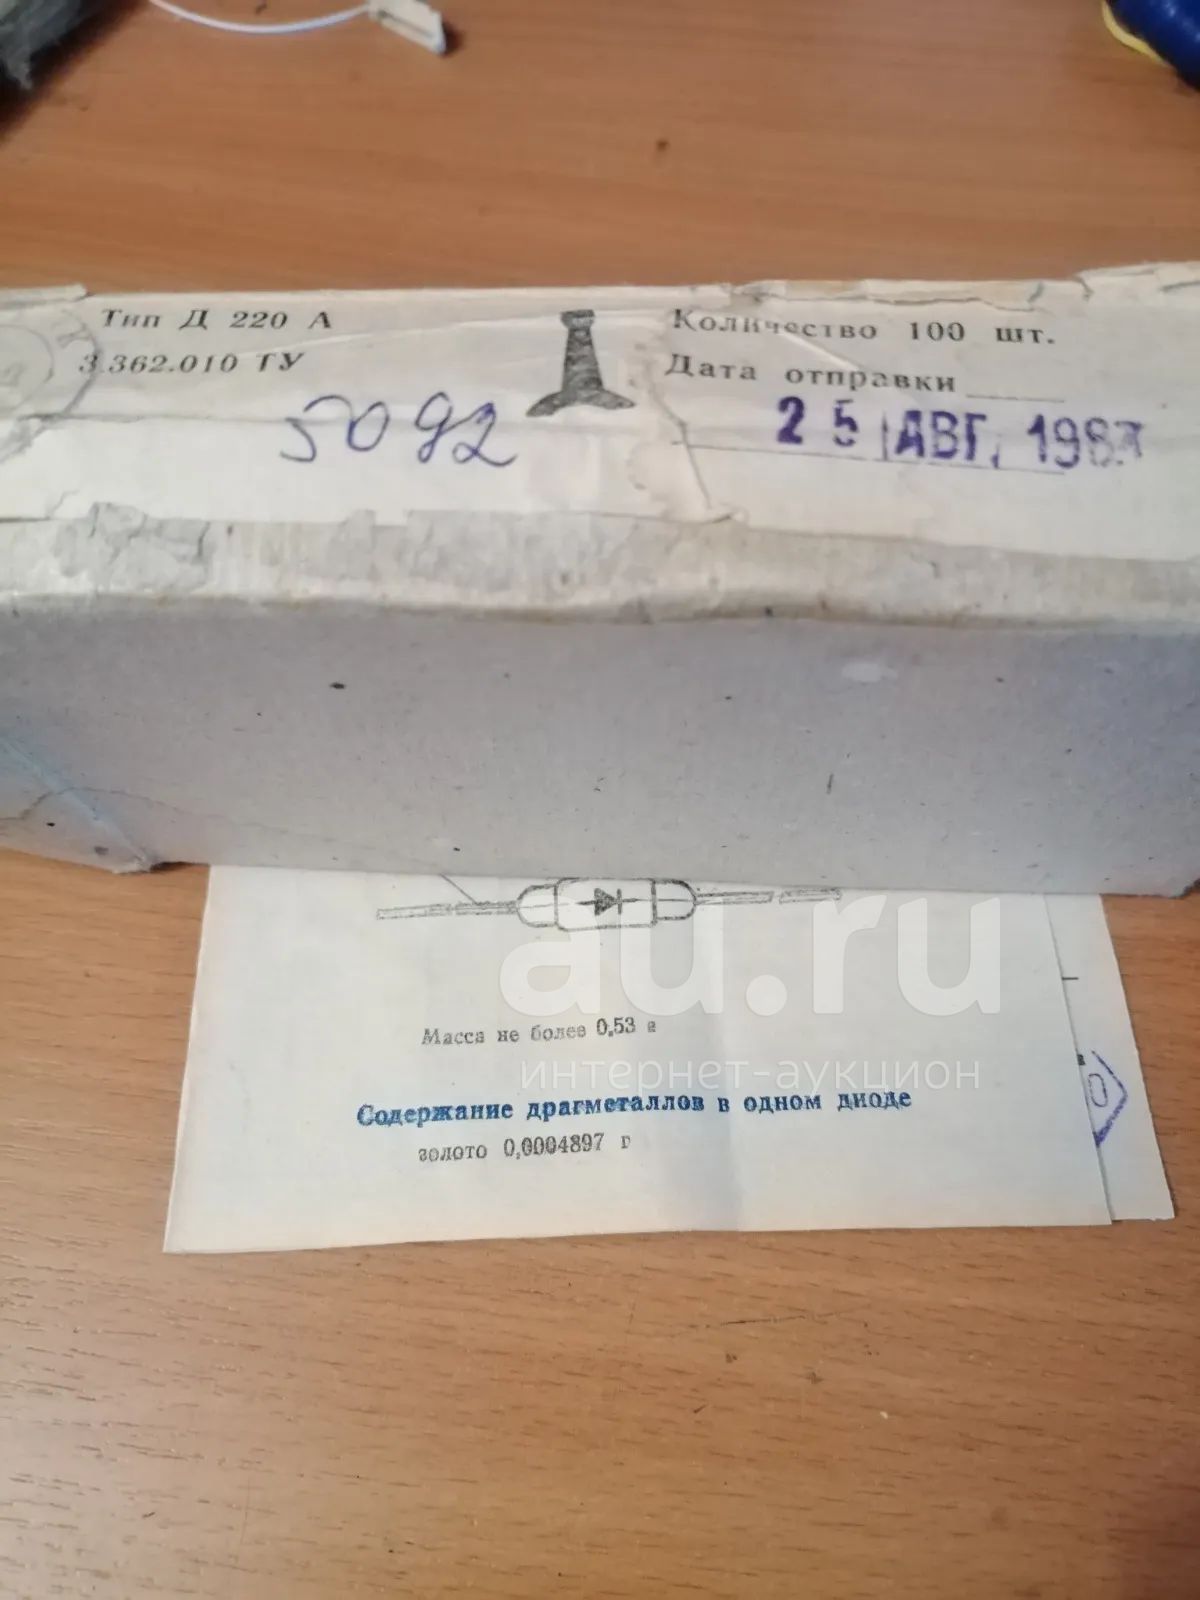 Тип Д 220 А
3.362.010 ТУ
5092
Количество 100 шт.
Дата отправки
25 АВГ. 1987
au.ru
интернет-аукцион
Масса не более 0,53 г
Содержание драгметаллов в одном диоде
золото 0,0004897 г